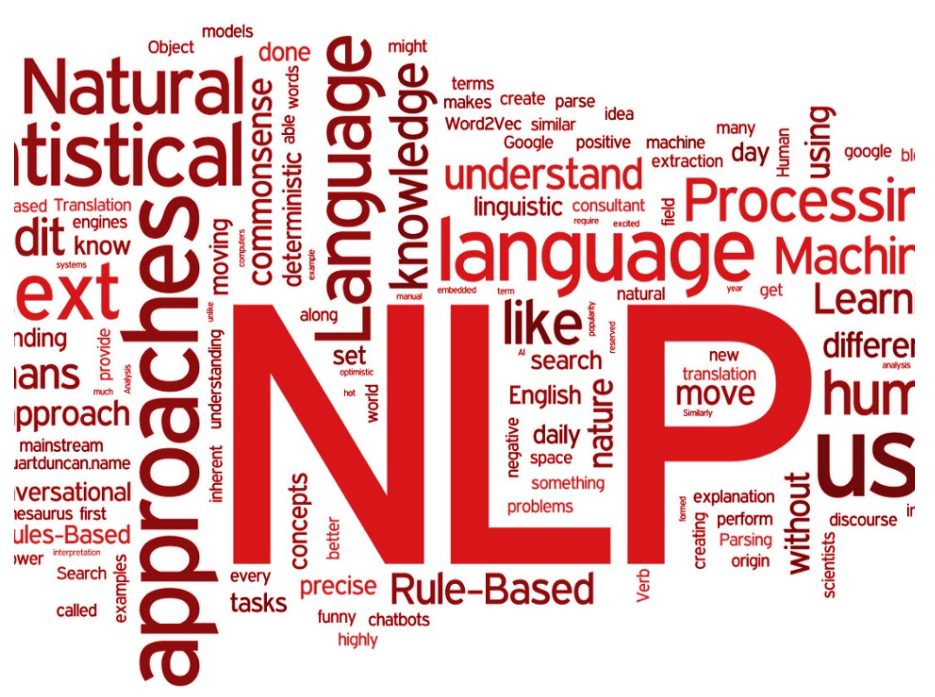 models
Object
done
Natural
tistical
approaches
Language
commonsense
words
able
deterministic
example
computers
moving
knowledge
might
terms
makes create parse
idea
Word2Vec similar
Google positive machine many
extraction day
Human
using
google bl
understand
linguistic consultant
require excited
field
Processin
language
Machin
embedded term
manual
natural
year get
Learn
ased Translation
engines
dit know
systems
ext
unlike
nding
provide
ans
much
Analysis
understanding
pproach
mainstream
uartduncan.name
inherent
versational
hesaurus first
ules-Based
ower
interpretation
Search
examples
called
NLP
along
set
optimistic
hot
world
like
popularity
reserved
AI
search
English
nature
negative
daily
space
something
problems
new
translation
move
Similarly
differen
analysis
hum
us
in
concepts
better
every
tasks
precise
Rule-Based
funny chatbots
highly
Verb
formed
explanation
creating
perform
Parsing
origin
without
discourse
scientists